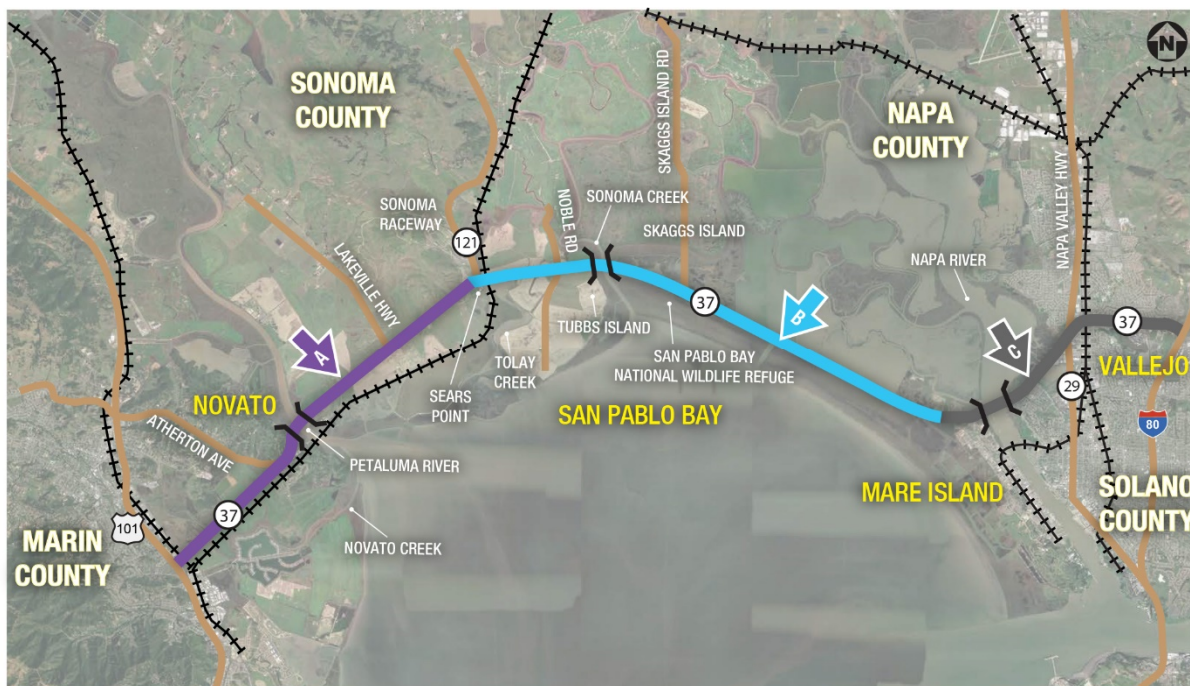 N
SONOMA
COUNTY
NAPA
COUNTY
SKAGGS ISLAND RD
NAPA VALLEY HWY
SONOMA
RACEWAY
121
NOBLE RD
SONOMA CREEK
SKAGGS ISLAND
NAPA RIVER
LAKEVILLE HWY
37
B
TUBBS ISLAND
C
37
A
SAN PABLO BAY
NATIONAL WILDLIFE REFUGE
TOLAY
CREEK
VALLEJO
SEARS
POINT
29
NOVATO
SAN PABLO BAY
80
ATHERTON AVE
PETALUMA RIVER
MARE ISLAND
SOLANO
COUNTY
37
101
MARIN
COUNTY
NOVATO CREEK